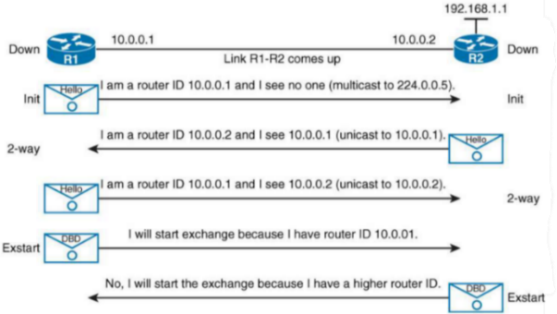 192.168.1.1
Down 10.0.0.1 10.0.0.2 Down
R1 Link R1-R2 comes up R2
Hello I am a router ID 10.0.0.1 and I see no one (multicast to 224.0.0.5).
Init Init
I am a router ID 10.0.0.2 and I see 10.0.0.1 (unicast to 10.0.0.1). Hello
2-way
Hello I am a router ID 10.0.0.1 and I see 10.0.0.2 (unicast to 10.0.0.2).
2-way
I will start exchange because I have router ID 10.0.01.
Exstart DBD
No, I will start the exchange because I have a higher router ID. DBD
Exstart